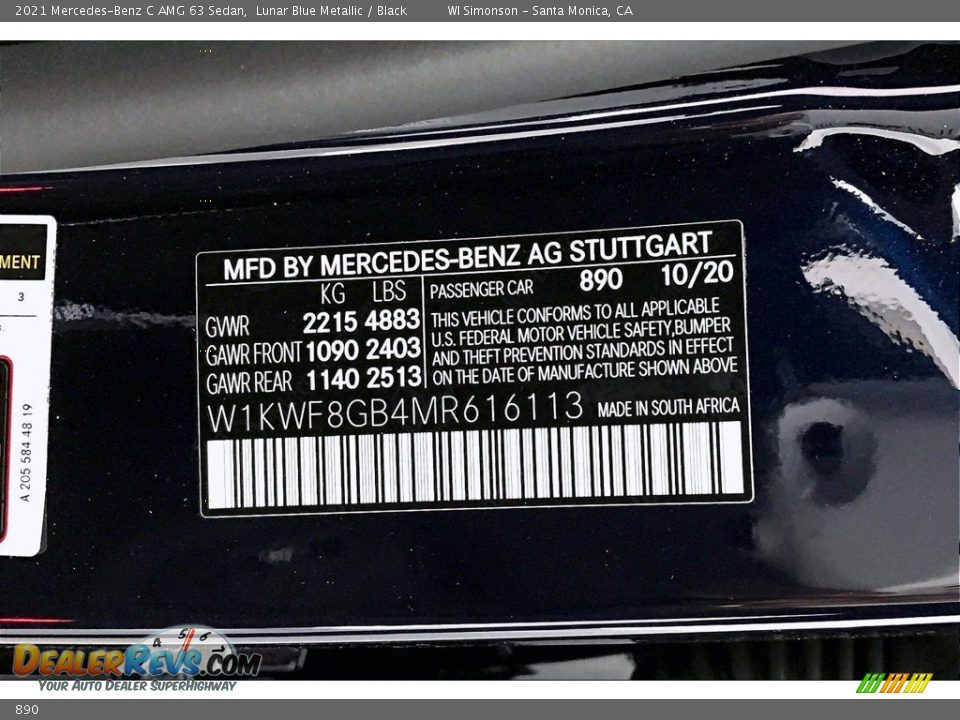 2021 Mercedes-Benz C AMG 63 Sedan, Lunar Blue Metallic / Black WI Simonson - Santa Monica, CA
MENT
3
A 205 584 48 19
MFD BY MERCEDES-BENZ AG STUTTGART
KG LBS
GVWR 2215 4883
GAWR FRONT 1090 2403
GAWR REAR 1140 2513
PASSENGER CAR 890 10/20
THIS VEHICLE CONFORMS TO ALL APPLICABLE
U.S. FEDERAL MOTOR VEHICLE SAFETY,BUMPER
AND THEFT PREVENTION STANDARDS IN EFFECT
ON THE DATE OF MANUFACTURE SHOWN ABOVE
W1KWF8GB4MR616113 MADE IN SOUTH AFRICA
4 5 6 7
DEALERREVS.COM
YOUR AUTO DEALER SUPERHIGHWAY
890